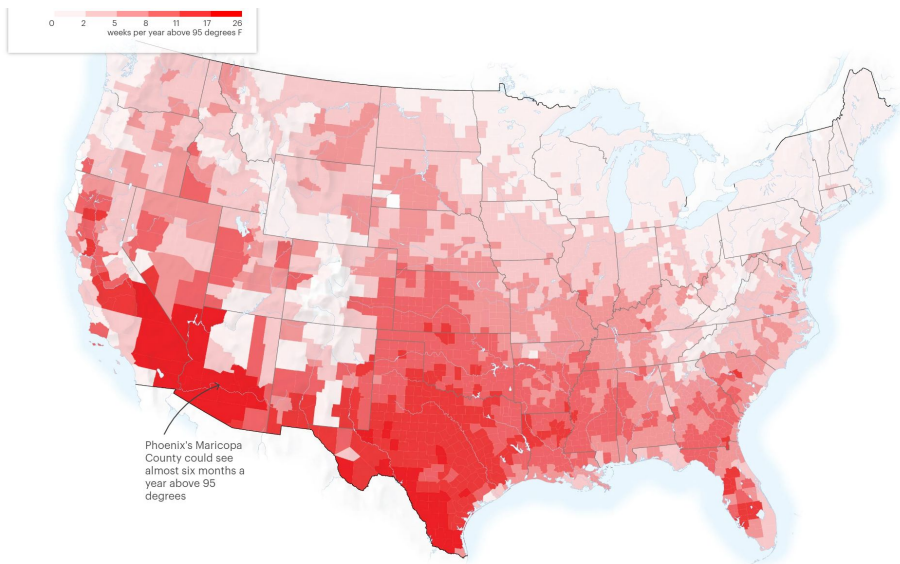 0 2 5 8 11 17 26
weeks per year above 95 degrees F
Phoenix's Maricopa
County could see
almost six months a
year above 95
degrees